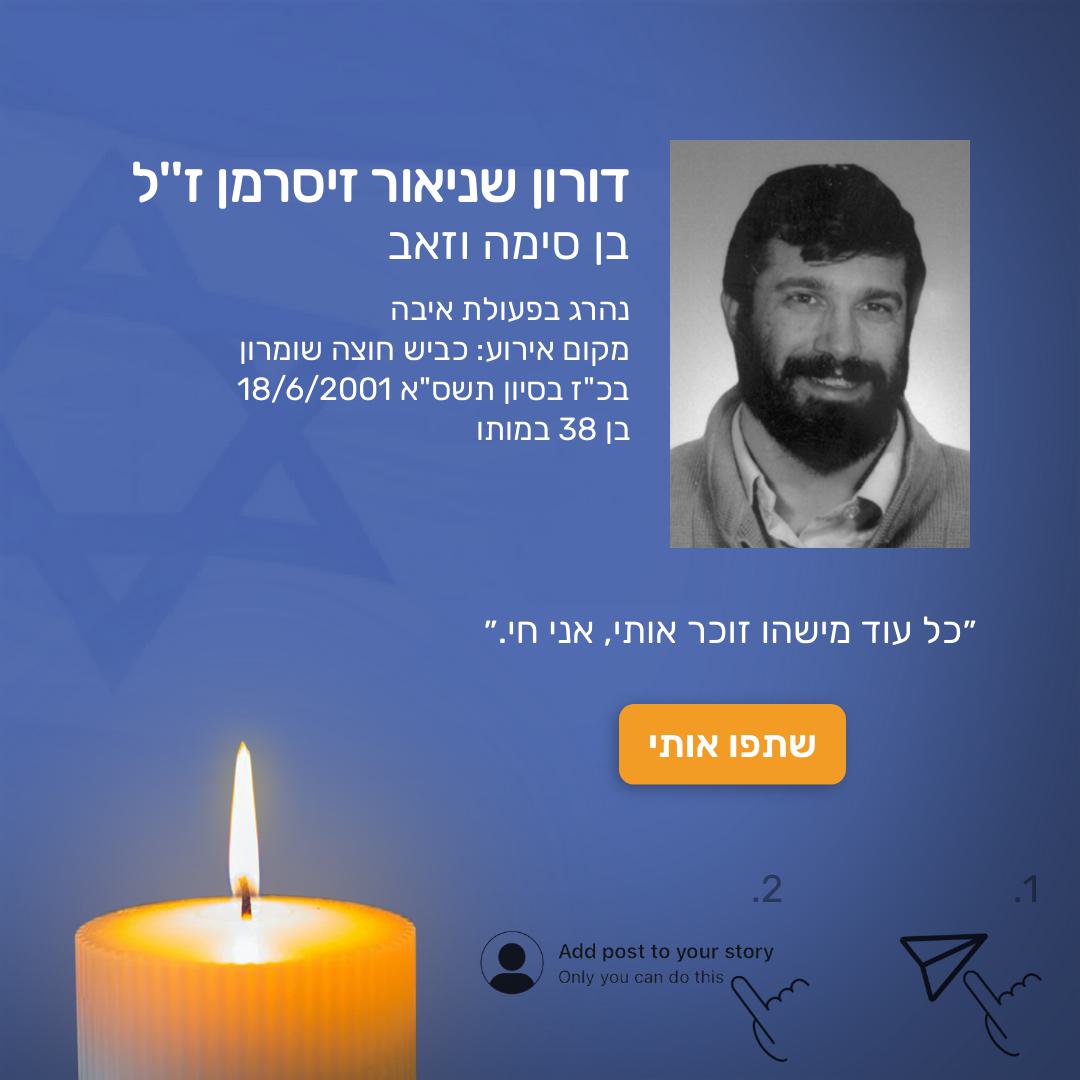 דורון שניאור זיסרמן ז"ל
בן סימה וזאב
נהרג בפעולת איבה
מקום אירוע: כביש חוצה שומרון
בכ"ז בסיון תשס"א 18/6/2001
בן 38 במותו
״כל עוד מישהו זוכר אותי, אני חי.״
שתפו אותי
1.
2.
Add post to your story
Only you can do this